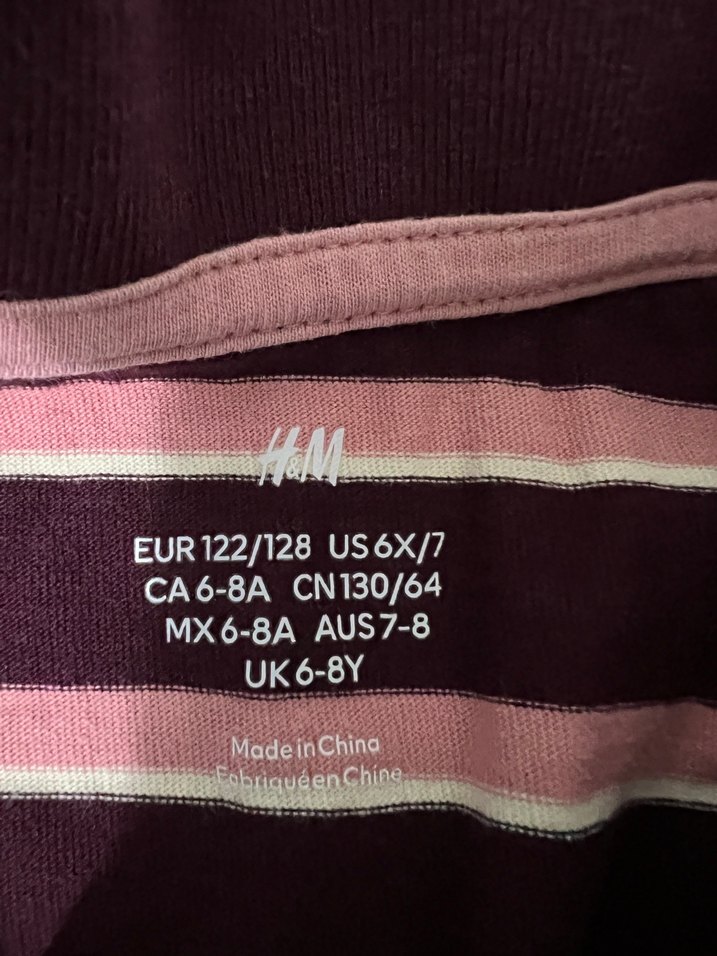 H&M
EUR 122/128 US 6X/7
CA 6-8A CN 130/64
MX 6-8A AUS 7-8
UK 6-8Y
Made in China
Fabriqué en Chine